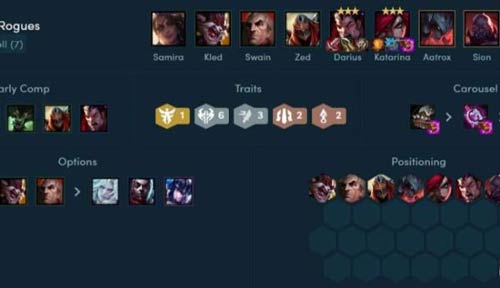 Rogues
oll (7)
Samira Kled Swain Zed Darius Katarina Aatrox Sion
arly Comp Traits Carousel
1 6 3 2 2
Options Positioning